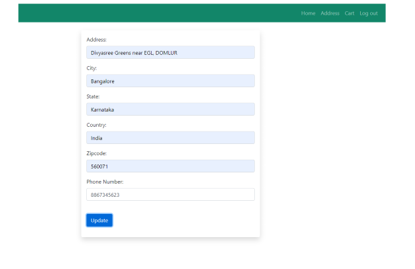 Home Address Cart Log out
Address:
Divyasree Greens near EGL, DOMLUR
City:
Bangalore
State:
Karnataka
Country:
India
Zipcode:
560071
Phone Number:
8867345623
Update